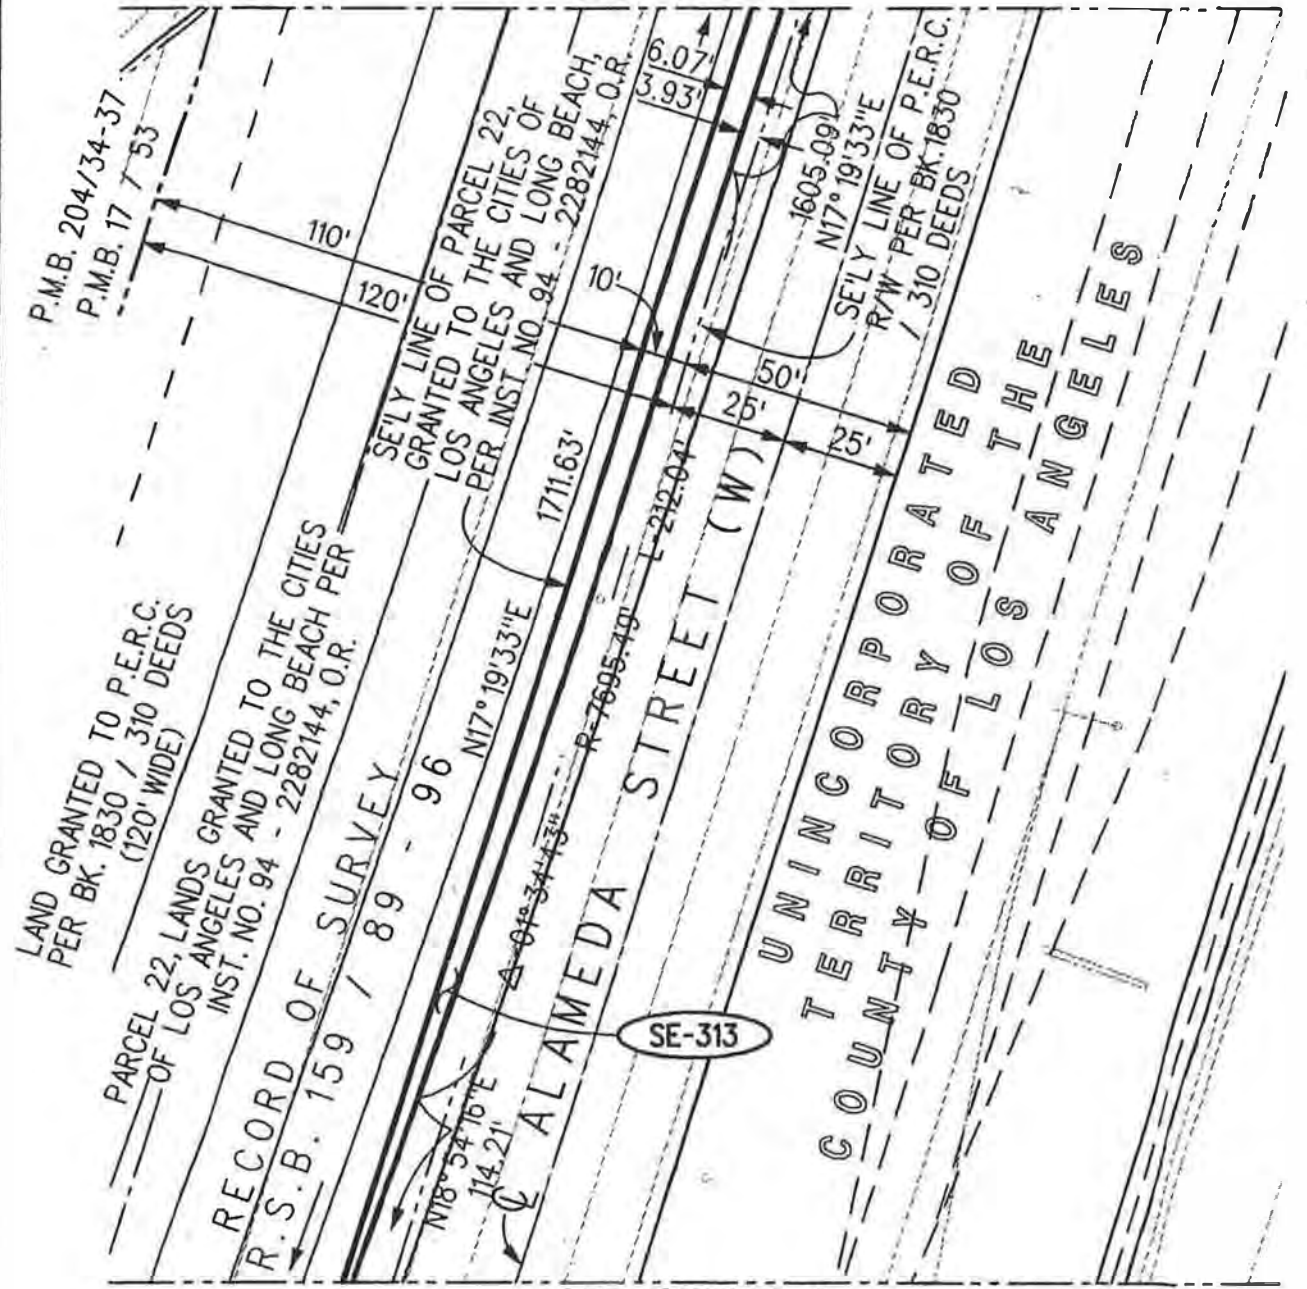 P.M.B. 204/34-37
P.M.B. 17 / 53
110'
120'
SE'LY LINE OF PARCEL 22,
GRANTED TO THE CITIES OF
LOS ANGELES AND LONG BEACH,
PER INST NO. 94 - 2282144, O.R.
6.07'
3.93'
10'
1605.09'
N17° 19'33"E
SE'LY LINE OF P.E.R.C.
R/W PER BK.1830
/ 310 DEEDS
50'
25'
25'
LAND GRANTED TO P.E.R.C.
PER BK. 1830 / 310 DEEDS
(120' WIDE)
PARCEL 22, LANDS GRANTED TO THE CITIES
OF LOS ANGELES AND LONG BEACH PER
INST. NO. 94 - 2282144, O.R.
1711.63'
N17° 19'33"E
RECORD OF SURVEY
R.S.B. 159 / 89 - 96
Δ=01°34'43" R=7695.49' L=212.04'
ALAMEDA STREET (W)
UNINCORPORATED
TERRITORY OF THE
COUNTY OF LOS ANGELES
SE-313
N18°54'16"E
114.21'